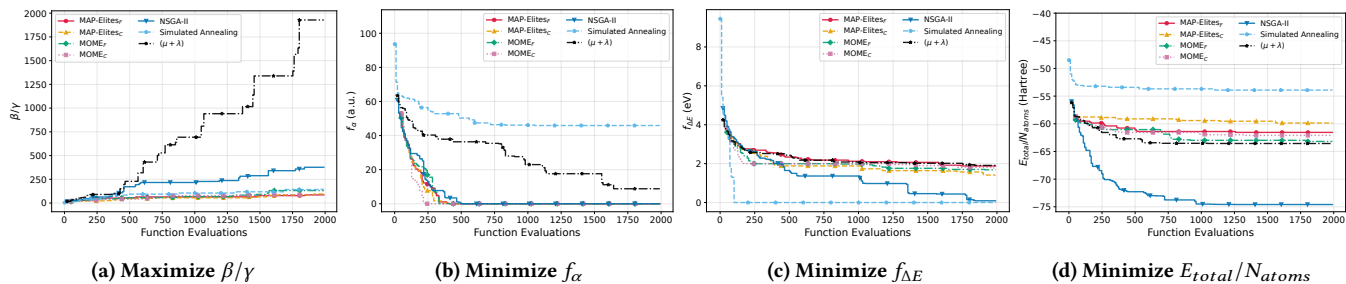 MAP-Elites_F
MAP-Elites_C
MOME_F
MOME_C
NSGA-II
Simulated Annealing
(μ + λ)
2000
1750
1500
1250
1000
750
500
250
0
β/γ
0 250 500 750 1000 1250 1500 1750 2000
Function Evaluations
(a) Maximize β/γ
MAP-Elites_F
MAP-Elites_C
MOME_F
MOME_C
NSGA-II
Simulated Annealing
(μ + λ)
100
80
60
40
20
0
f_α (a.u.)
0 250 500 750 1000 1250 1500 1750 2000
Function Evaluations
(b) Minimize f_α
MAP-Elites_F
MAP-Elites_C
MOME_F
MOME_C
NSGA-II
Simulated Annealing
(μ + λ)
8
6
4
2
0
f_ΔE (eV)
0 250 500 750 1000 1250 1500 1750 2000
Function Evaluations
(c) Minimize f_ΔE
MAP-Elites_F
MAP-Elites_C
MOME_F
MOME_C
NSGA-II
Simulated Annealing
(μ + λ)
−40
−45
−50
−55
−60
−65
−70
−75
E_total/N_atoms (Hartree)
0 250 500 750 1000 1250 1500 1750 2000
Function Evaluations
(d) Minimize E_total/N_atoms